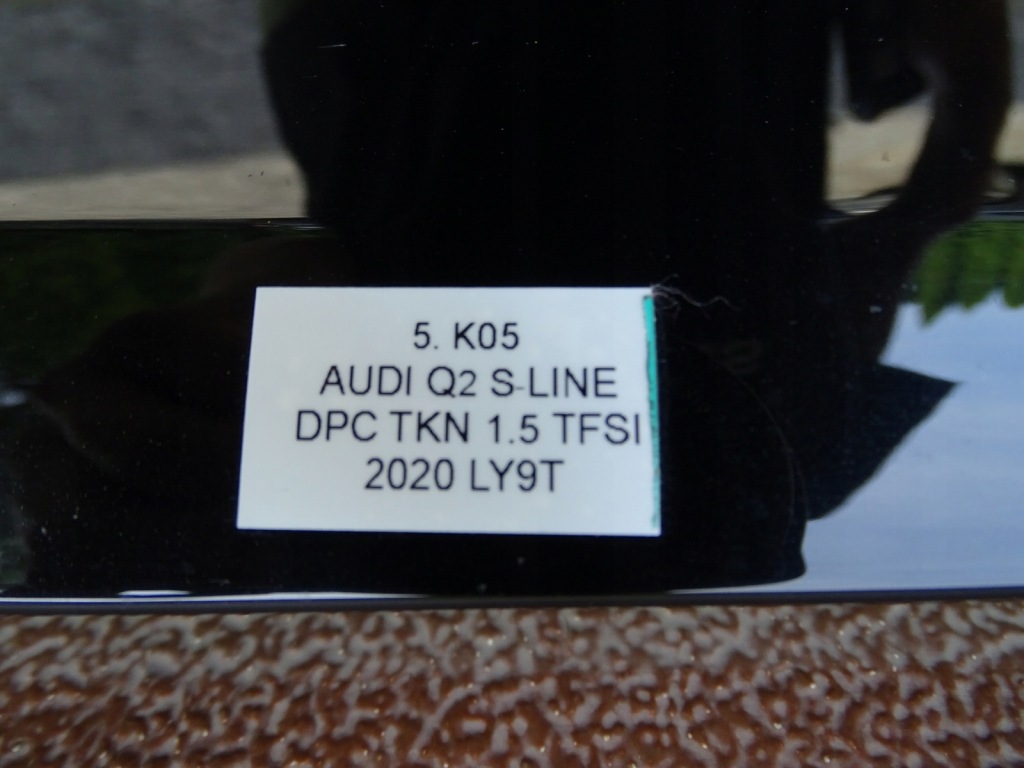 5. K05
AUDI Q2 S-LINE
DPC TKN 1.5 TFSI
2020 LY9T